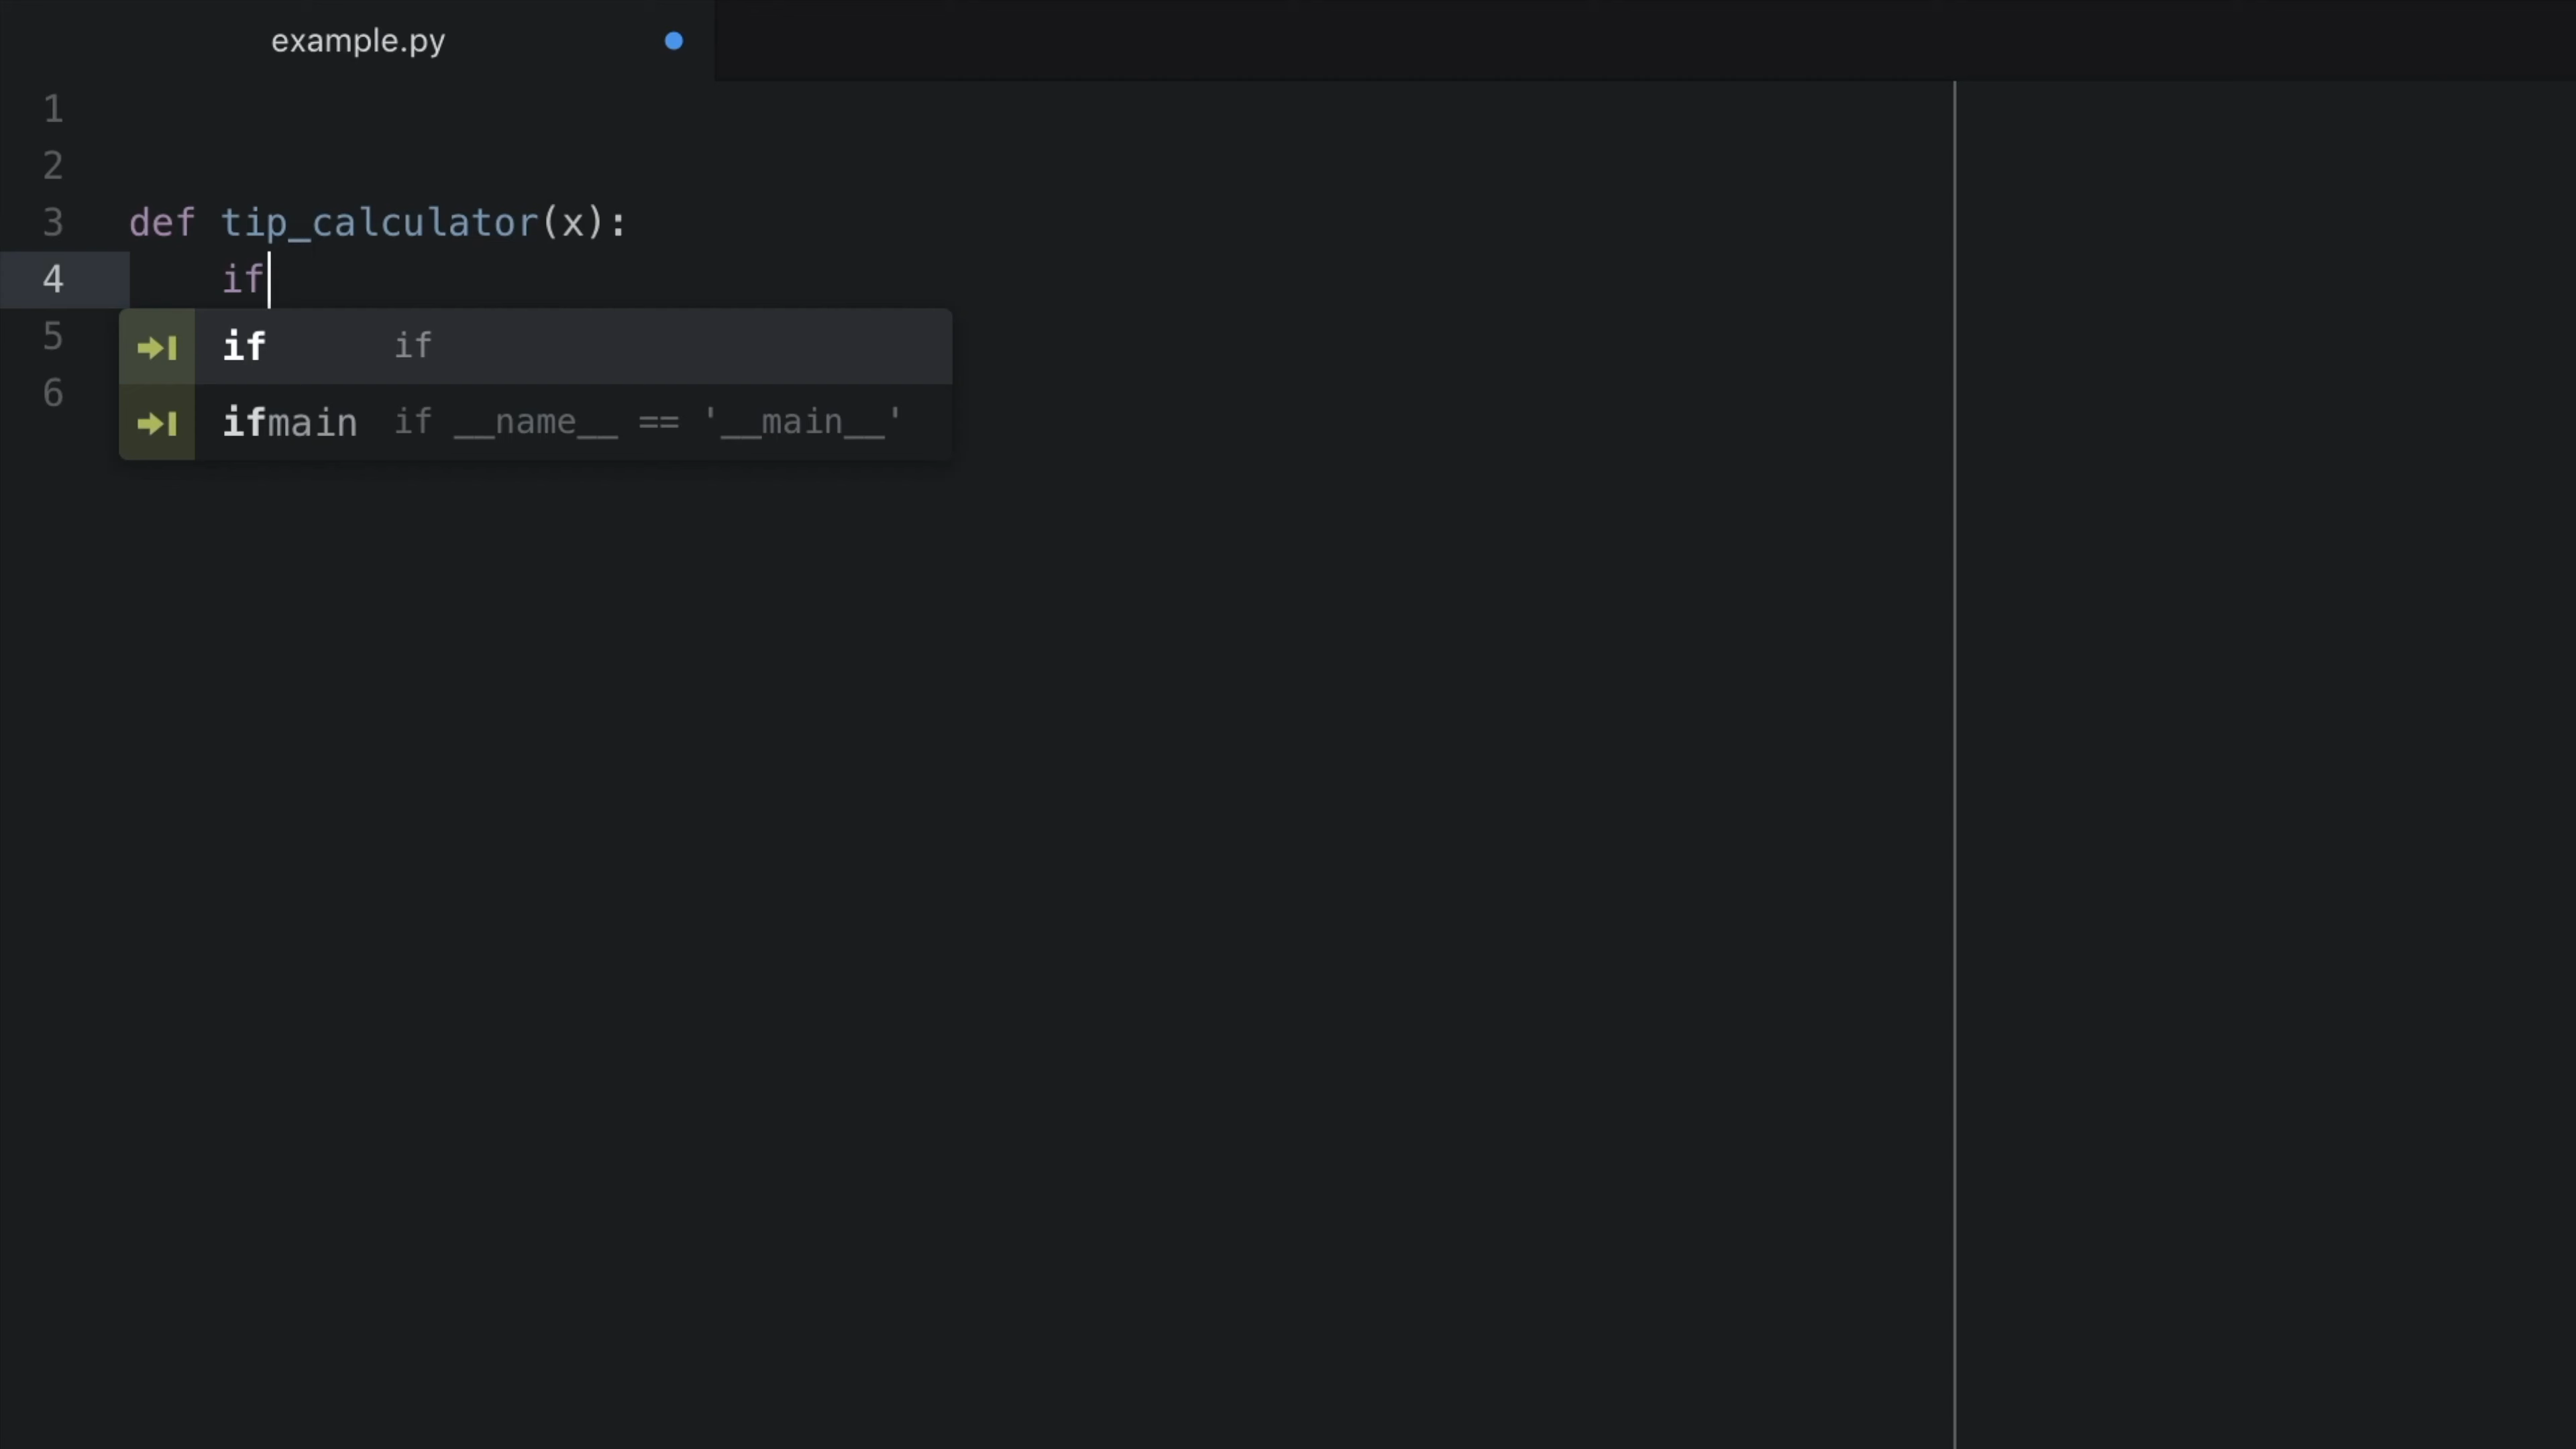 example.py
1
2
3 def tip_calculator(x):
4     if
5
if if
6
ifmain if __name__ == '__main__'